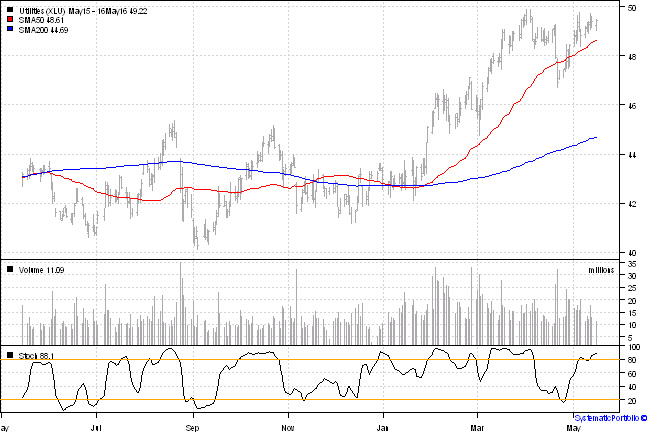 Utilities (XLU) May15 - 16May16 49.22
SMA50 48.61
SMA200 44.69
50
48
46
44
42
40
Volume 11.09
millions
35
30
25
20
15
10
5
Stoch 88.1
100
80
60
40
20
SystematicPortfolio ©
ay Jul Sep Nov Jan Mar May